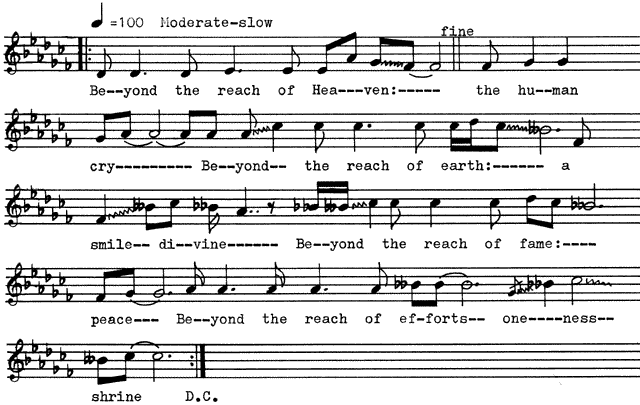 =100 Moderate-slow
fine
Be--yond the reach of Hea---ven:----- the hu--man
cry--------- Be--yond-- the reach of earth:------ a
smile-- di-vine------- Be--yond the reach of fame:----
peace--- Be--yond the reach of ef-forts-- one----ness--
shrine D.C.